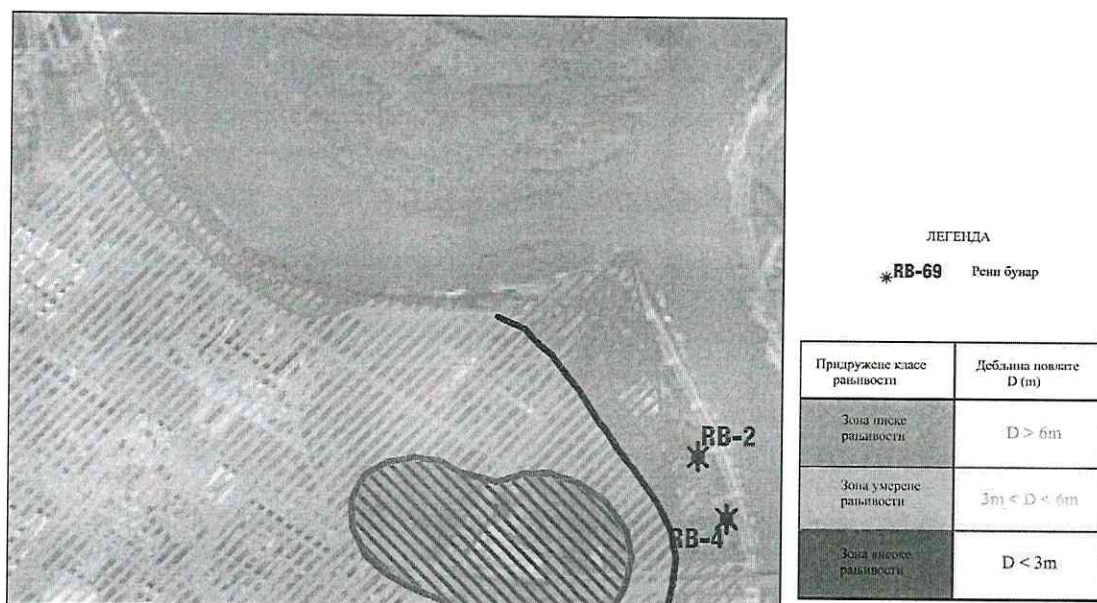 RB-2
RB-4
ЛЕГЕНДА
RB-69 Рени бунар
Придружене класе
рањивости
Дебљина повлате
D (m)
Зона ниске
рањивости
D > 6m
Зона умерене
рањивости
3m < D < 6m
Зона високе
рањивости
D < 3m